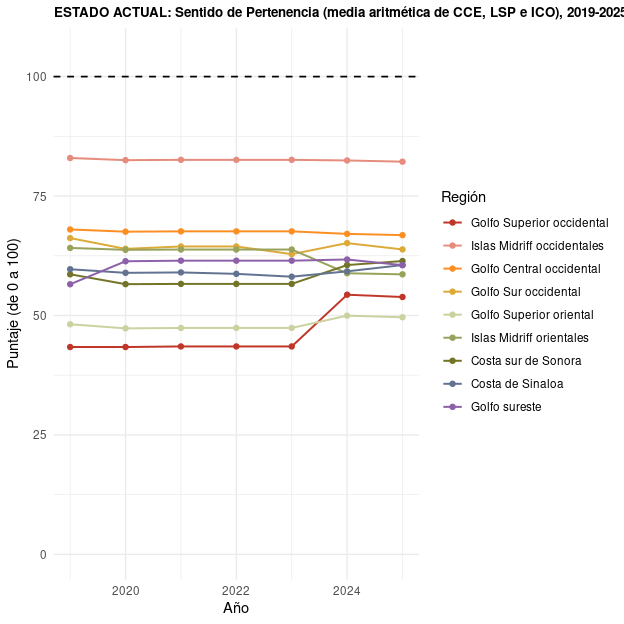 ESTADO ACTUAL: Sentido de Pertenencia (media aritmética de CCE, LSP e ICO), 2019-2025
100
75
50
25
0
Puntaje (de 0 a 100)
2020
2022
2024
Año
Región
Golfo Superior occidental
Islas Midriff occidentales
Golfo Central occidental
Golfo Sur occidental
Golfo Superior oriental
Islas Midriff orientales
Costa sur de Sonora
Costa de Sinaloa
Golfo sureste